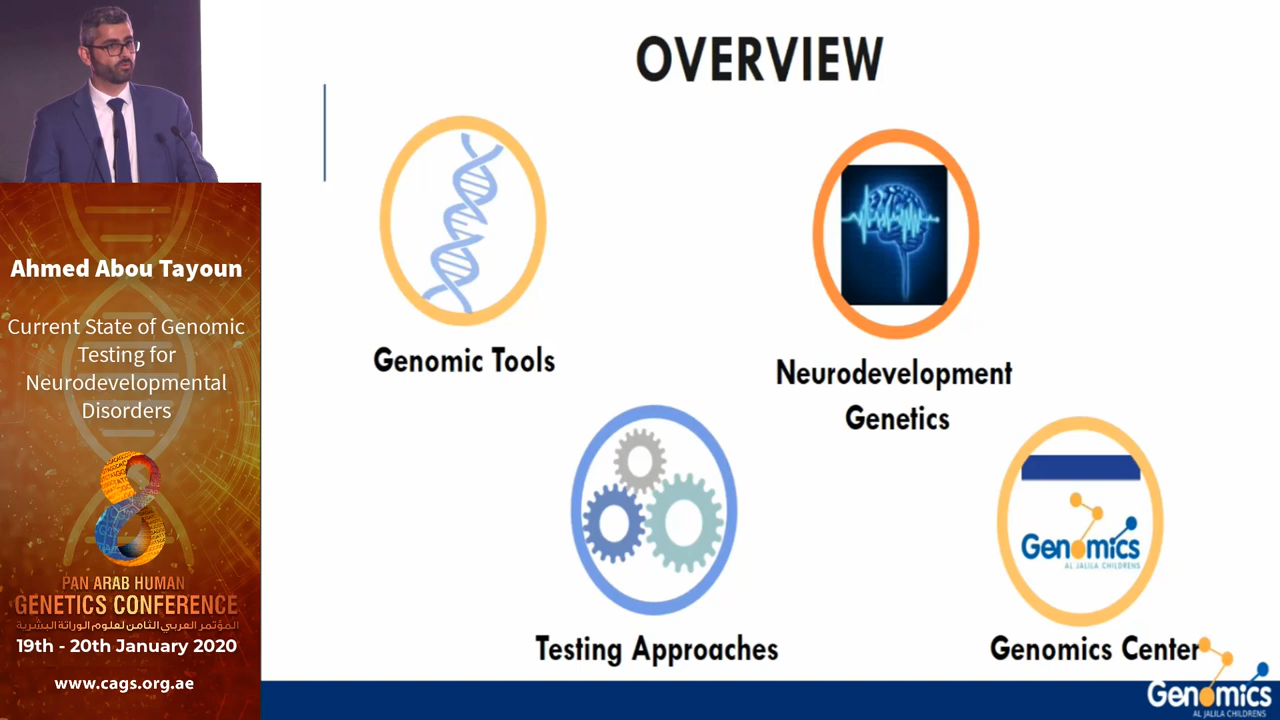 OVERVIEW
Genomic Tools
Neurodevelopment
Genetics
Testing Approaches
Genomics
AL JALILA CHILDRENS
Genomics Center
Genomics
AL JALILA CHILDRENS
Ahmed Abou Tayoun
Current State of Genomic
Testing for
Neurodevelopmental
Disorders
PAN ARAB HUMAN
GENETICS CONFERENCE
المؤتمر العربي الثامن لعلوم الوراثة البشرية
19th - 20th January 2020
www.cags.org.ae